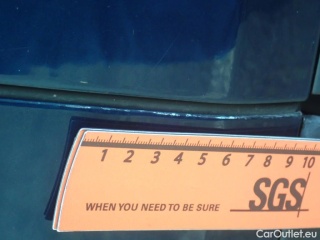 1 2 3 4 5 6 7 8 9 10
WHEN YOU NEED TO BE SURE SGS
CarOutlet.eu